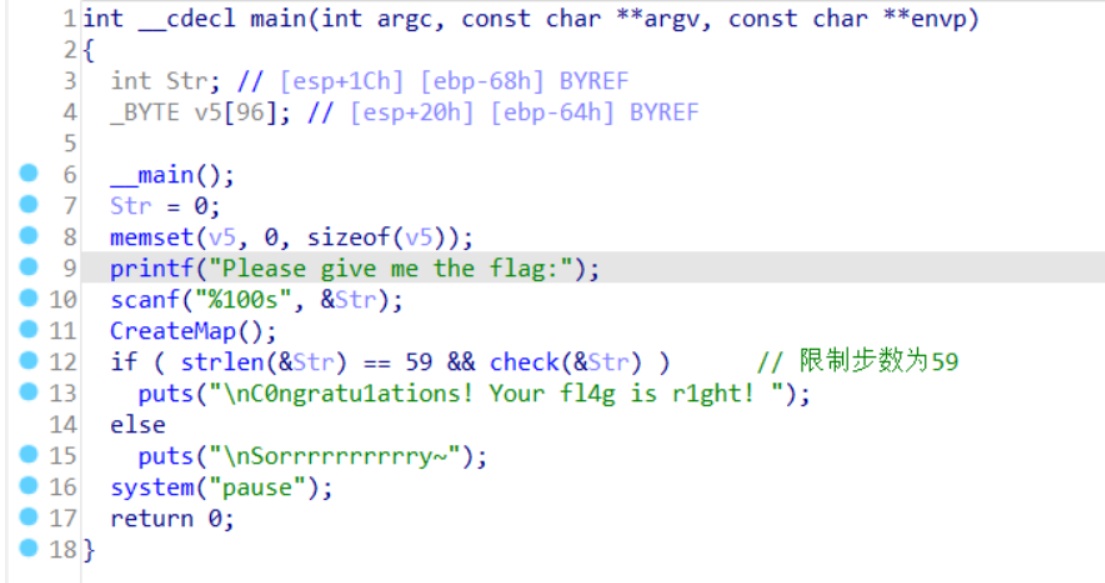 1 int __cdecl main(int argc, const char **argv, const char **envp)
2 {
3 int Str; // [esp+1Ch] [ebp-68h] BYREF
4 _BYTE v5[96]; // [esp+20h] [ebp-64h] BYREF
5
6 __main();
7 Str = 0;
8 memset(v5, 0, sizeof(v5));
9 printf("Please give me the flag:");
10 scanf("%100s", &Str);
11 CreateMap();
12 if ( strlen(&Str) == 59 && check(&Str) ) // 限制步数为59
13 puts("\nC0ngratu1ations! Your fl4g is r1ght! ");
14 else
15 puts("\nSorrrrrrrrrry~");
16 system("pause");
17 return 0;
18 }